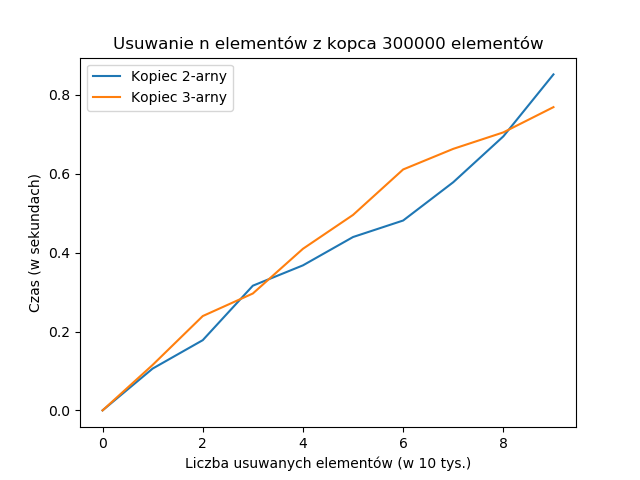 Usuwanie n elementów z kopca 300000 elementów
Kopiec 2-arny
Kopiec 3-arny
Czas (w sekundach)
0.8
0.6
0.4
0.2
0.0
0 2 4 6 8
Liczba usuwanych elementów (w 10 tys.)